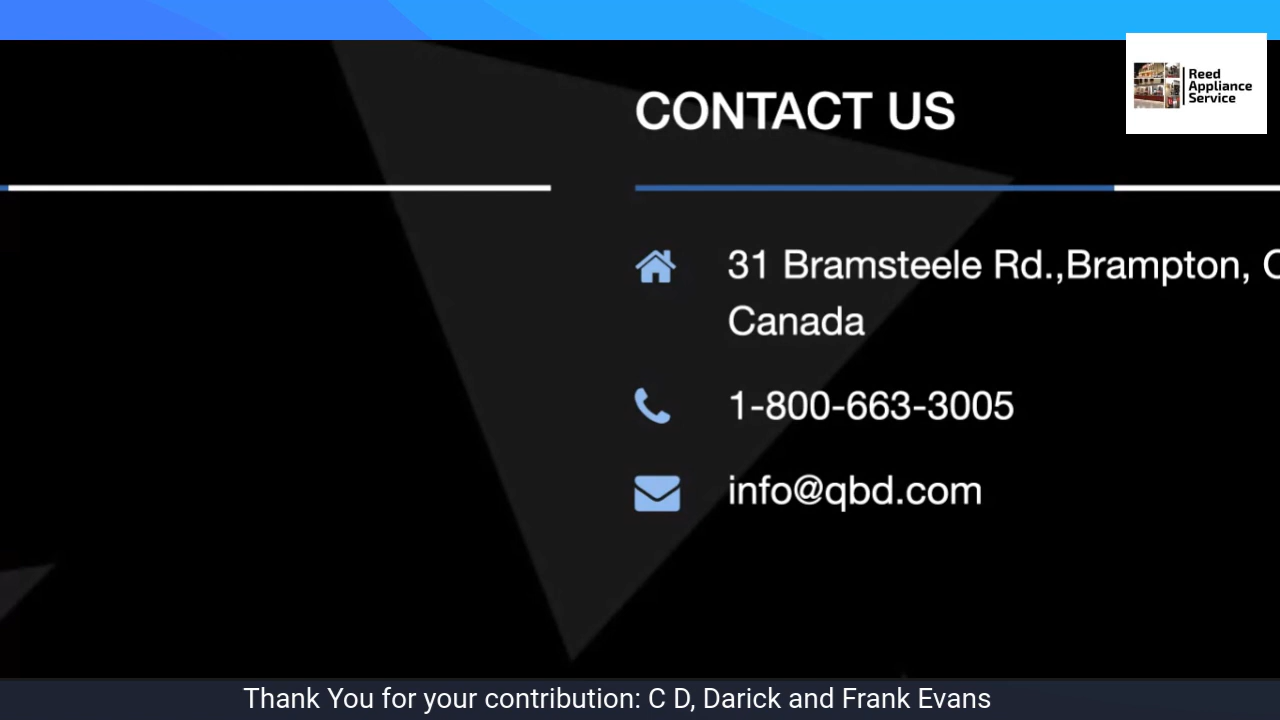 Reed
Appliance
Service
CONTACT US
31 Bramsteele Rd.,Brampton,
Canada
1-800-663-3005
info@qbd.com
Thank You for your contribution: C D, Darick and Frank Evans